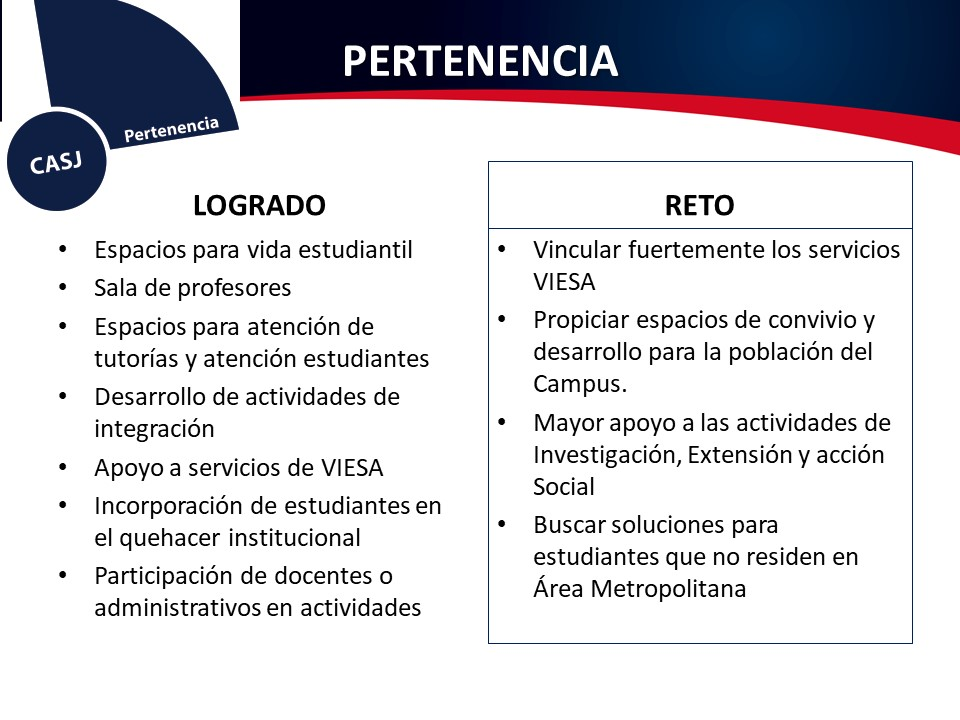 PERTENENCIA
Pertenencia
CASJ
LOGRADO
• Espacios para vida estudiantil
• Sala de profesores
• Espacios para atención de
tutorías y atención estudiantes
• Desarrollo de actividades de
integración
• Apoyo a servicios de VIESA
• Incorporación de estudiantes en
el quehacer institucional
• Participación de docentes o
administrativos en actividades
RETO
• Vincular fuertemente los servicios
VIESA
• Propiciar espacios de convivio y
desarrollo para la población del
Campus.
• Mayor apoyo a las actividades de
Investigación, Extensión y acción
Social
• Buscar soluciones para
estudiantes que no residen en
Área Metropolitana